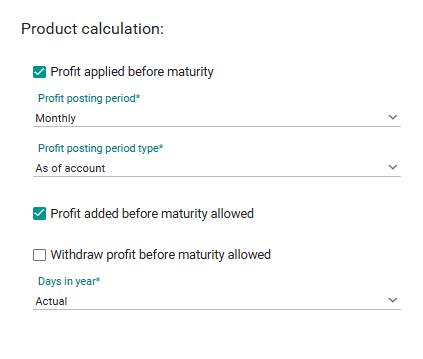 Product calculation:
Profit applied before maturity
Profit posting period*
Monthly
Profit posting period type*
As of account
Profit added before maturity allowed
Withdraw profit before maturity allowed
Days in year*
Actual